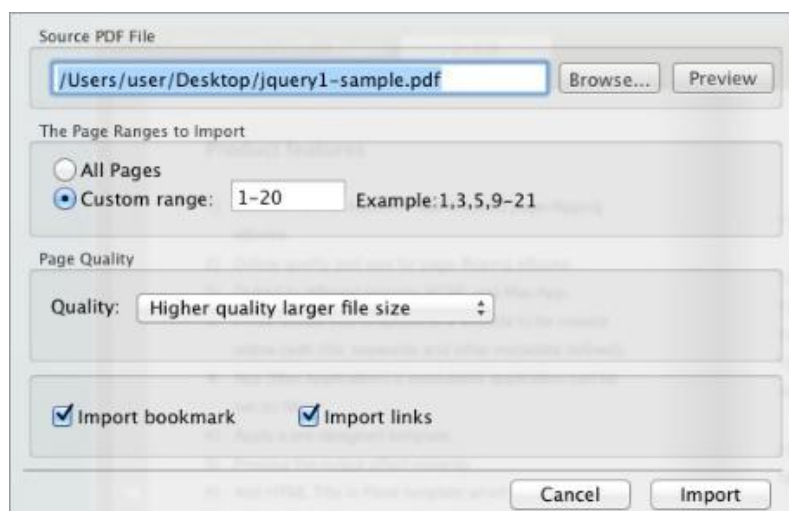 Source PDF File
/Users/user/Desktop/jquery1-sample.pdf Browse... Preview
The Page Ranges to Import
Product features
All Pages
Custom range: 1-20 Example:1,3,5,9-21
Page Quality
Quality: Higher quality larger file size
Import bookmark Import links
Cancel Import